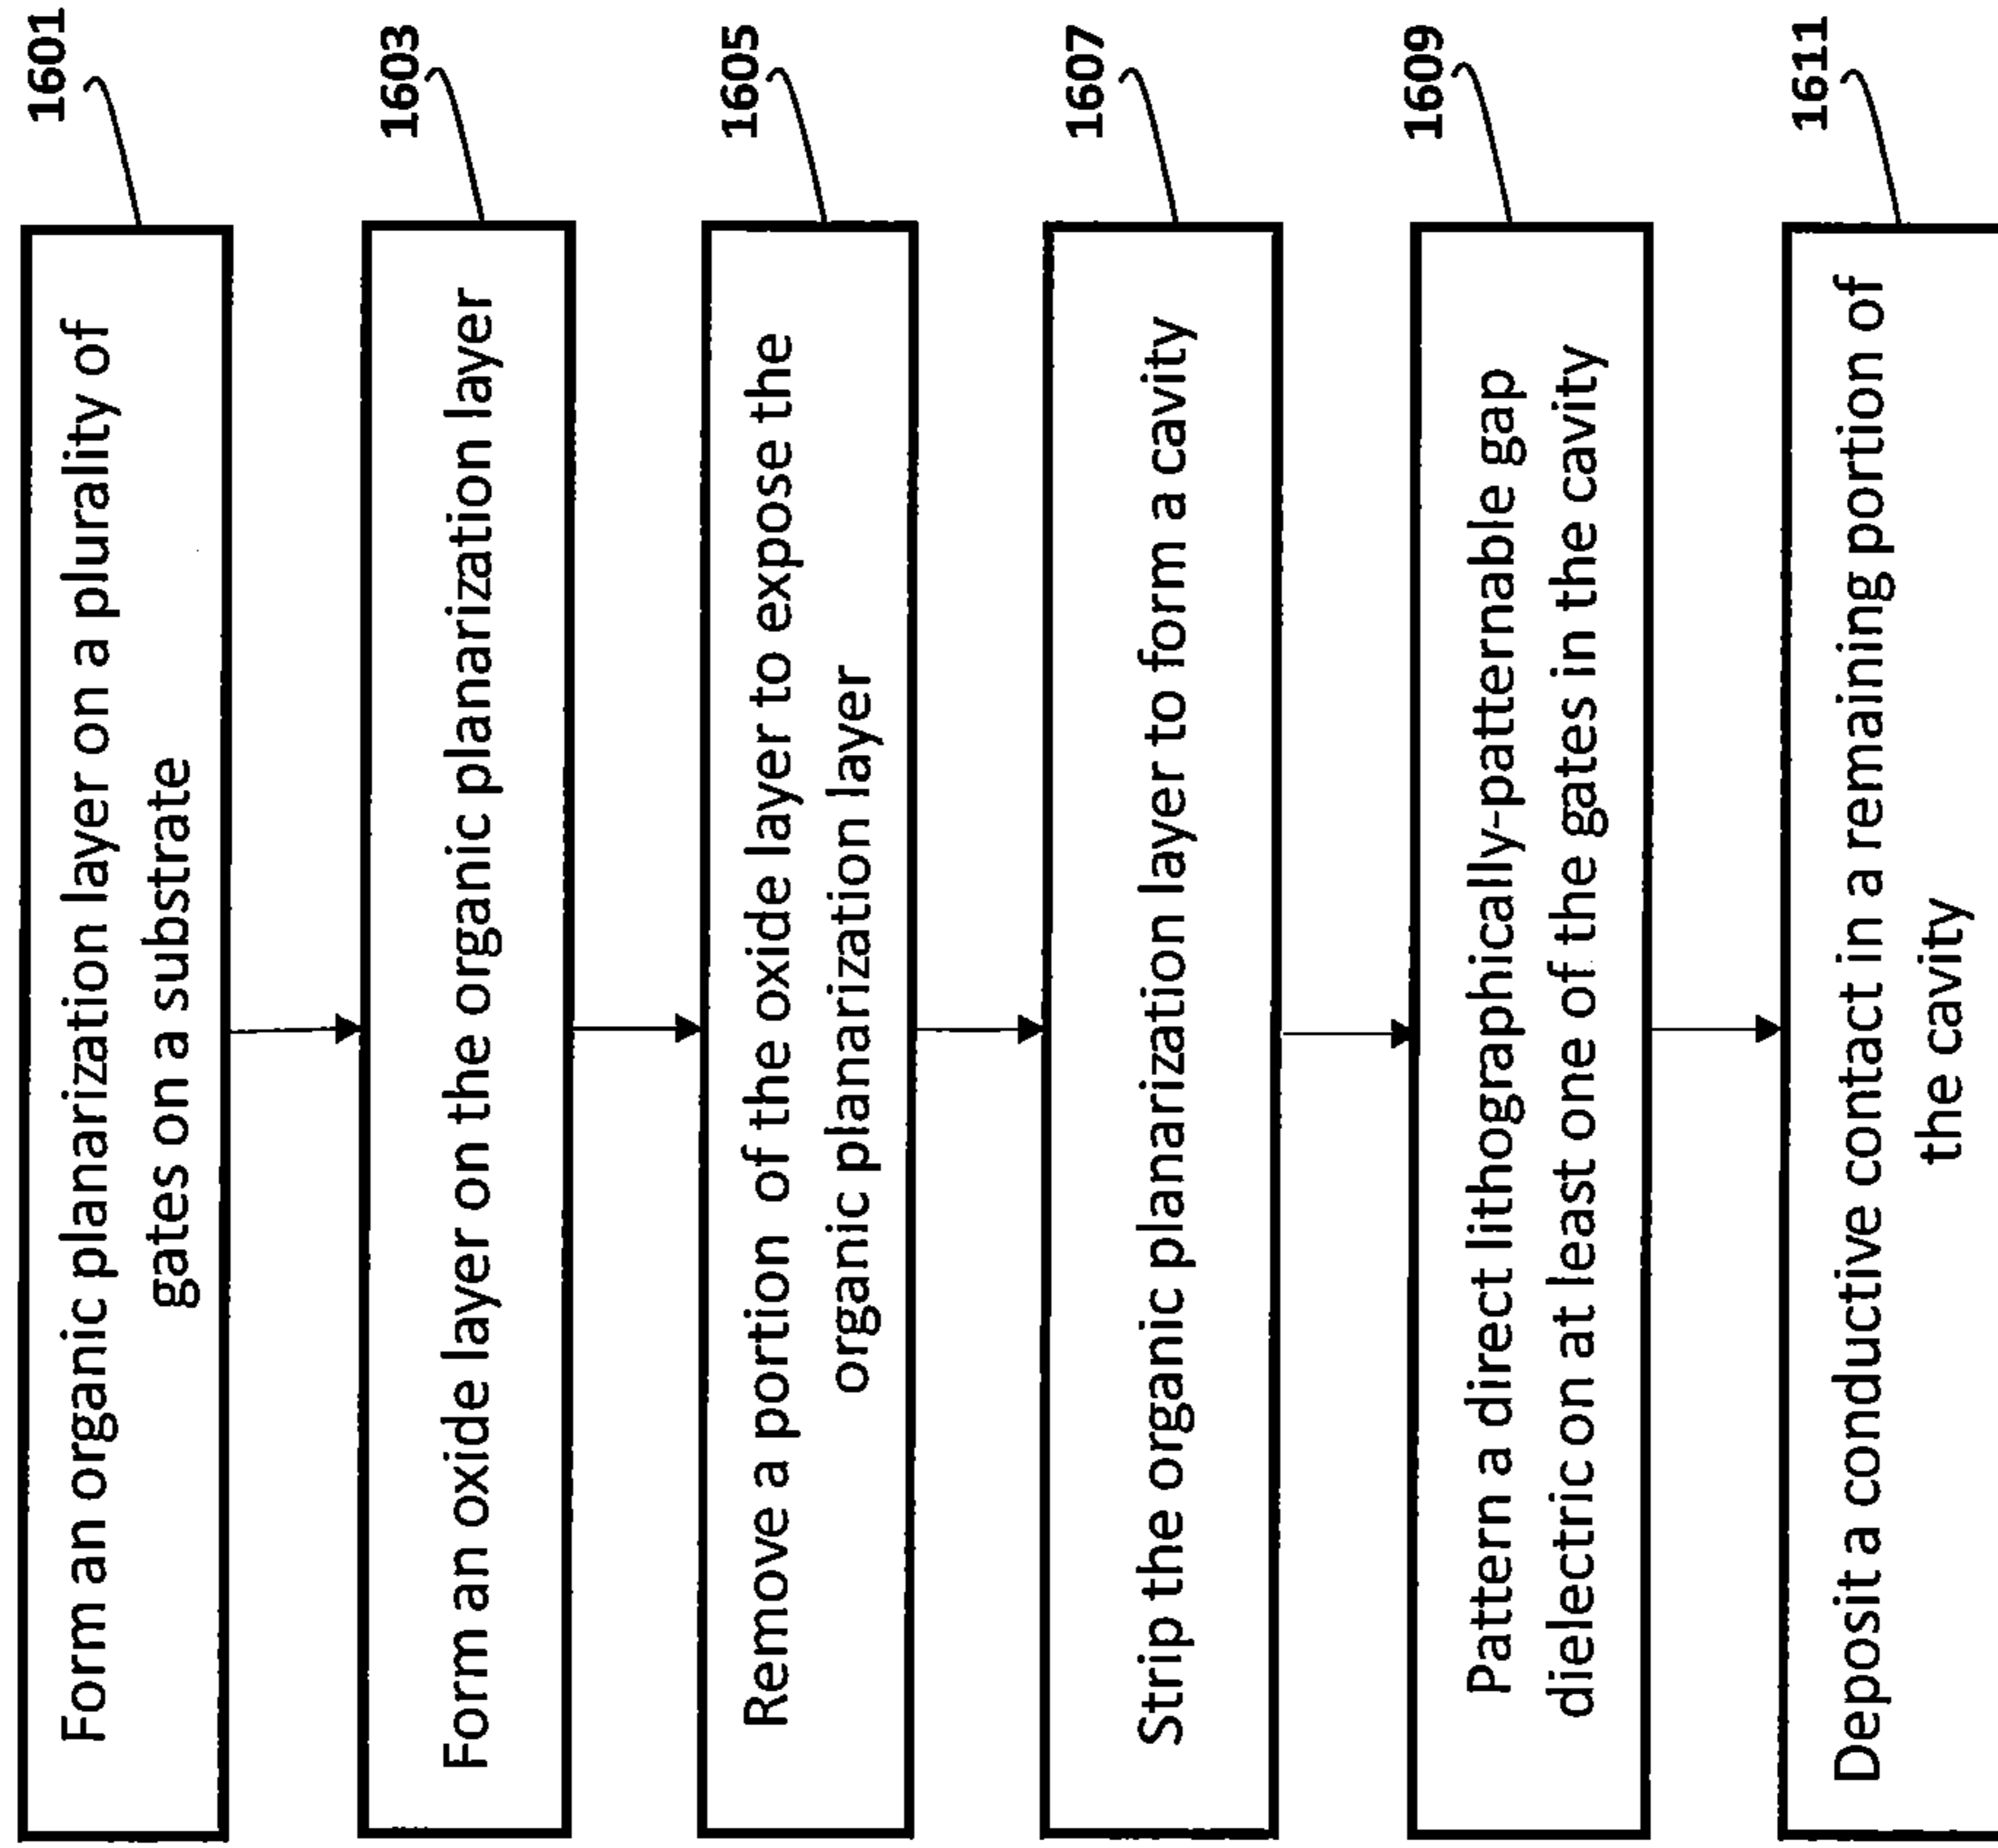 1601
Form an organic planarization layer on a plurality of
gates on a substrate
1603
Form an oxide layer on the organic planarization layer
1605
Remove a portion of the oxide layer to expose the
organic planarization layer
1607
Strip the organic planarization layer to form a cavity
1609
Pattern a direct lithographically-patternable gap
dielectric on at least one of the gates in the cavity
1611
Deposit a conductive contact in a remaining portion of
the cavity